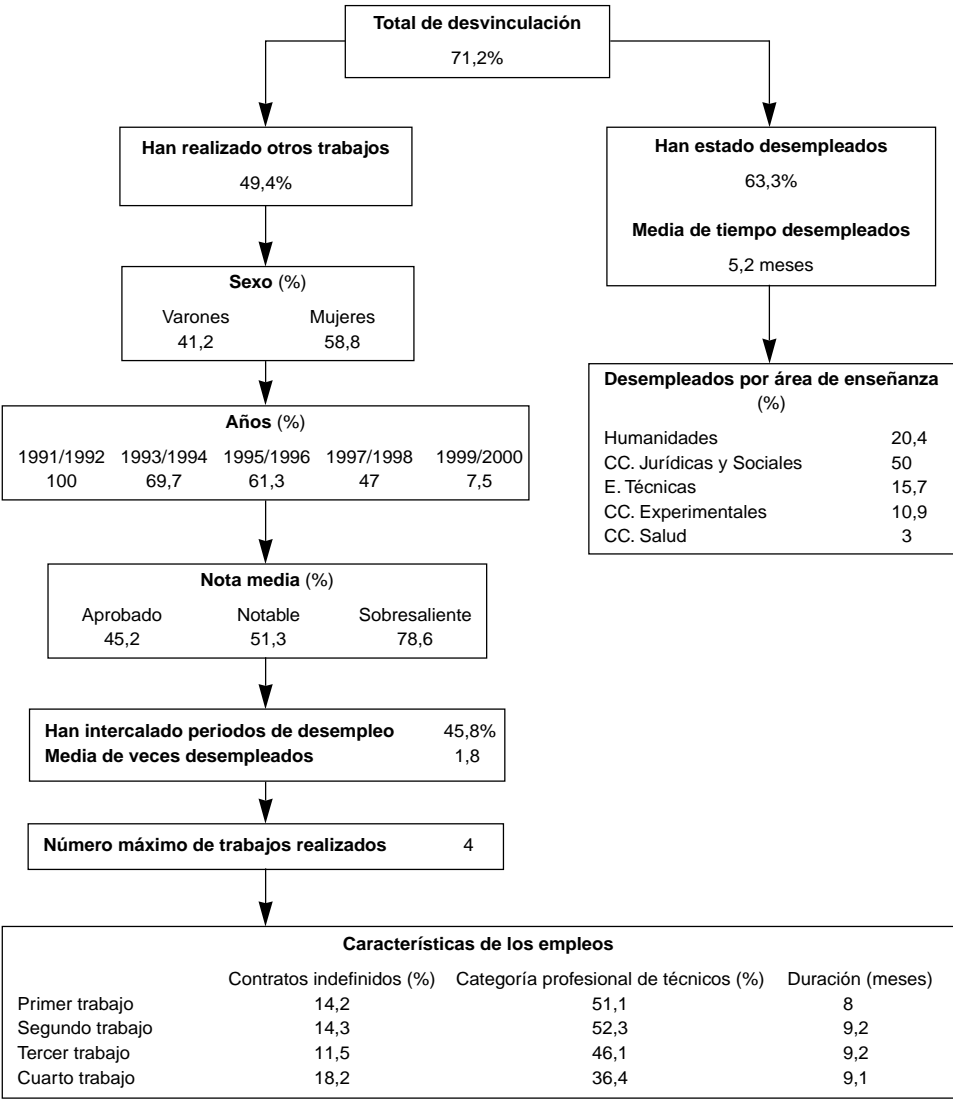 Total de desvinculación
71,2%
Han realizado otros trabajos
49,4%
Sexo (%)
Varones Mujeres
41,2 58,8
Años (%)
1991/1992 1993/1994 1995/1996 1997/1998 1999/2000
100 69,7 61,3 47 7,5
Nota media (%)
Aprobado Notable Sobresaliente
45,2 51,3 78,6
Han intercalado periodos de desempleo 45,8%
Media de veces desempleados 1,8
Número máximo de trabajos realizados 4
Han estado desempleados
63,3%
Media de tiempo desempleados
5,2 meses
Desempleados por área de enseñanza
(%)
Humanidades 20,4
CC. Jurídicas y Sociales 50
E. Técnicas 15,7
CC. Experimentales 10,9
CC. Salud 3
Características de los empleos
Contratos indefinidos (%) Categoría profesional de técnicos (%) Duración (meses)
Primer trabajo 14,2 51,1 8
Segundo trabajo 14,3 52,3 9,2
Tercer trabajo 11,5 46,1 9,2
Cuarto trabajo 18,2 36,4 9,1